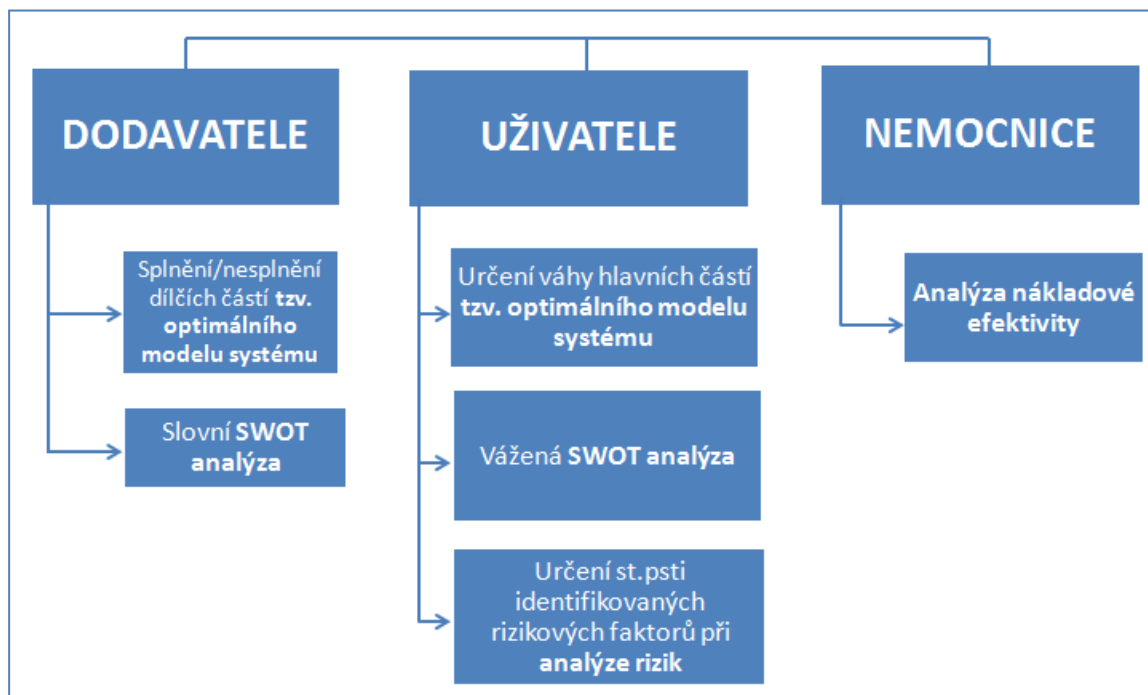 DODAVATELE
Splnění/nesplnění
dílčích částí tzv.
optimálního
modelu systému
Slovní SWOT
analýza
UŽIVATELE
Určení váhy hlavních částí
tzv. optimálního modelu
systému
Vážená SWOT analýza
Určení st.psti
identifikovaných
rizikových faktorů při
analýze rizik
NEMOCNICE
Analýza nákladové
efektivity